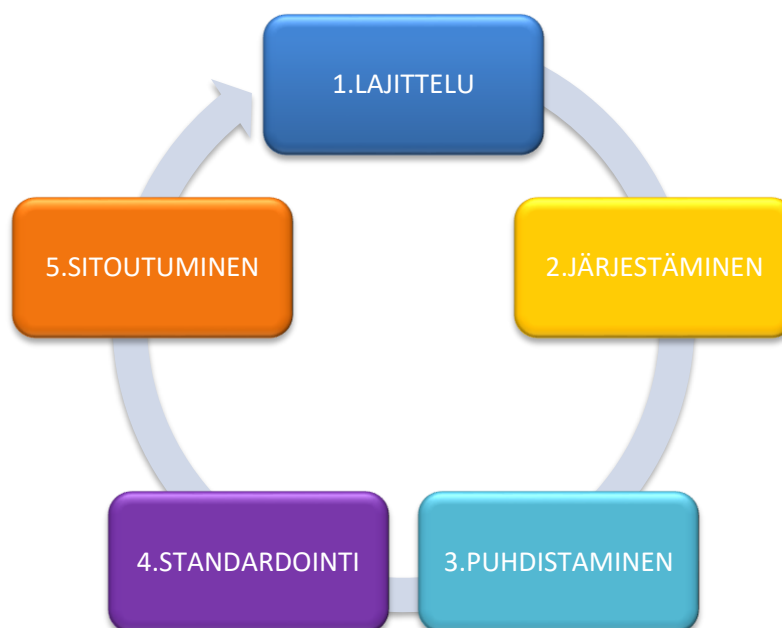 1.LAJITTELU
2.JÄRJESTÄMINEN
3.PUHDISTAMINEN
4.STANDARDOINTI
5.SITOUTUMINEN